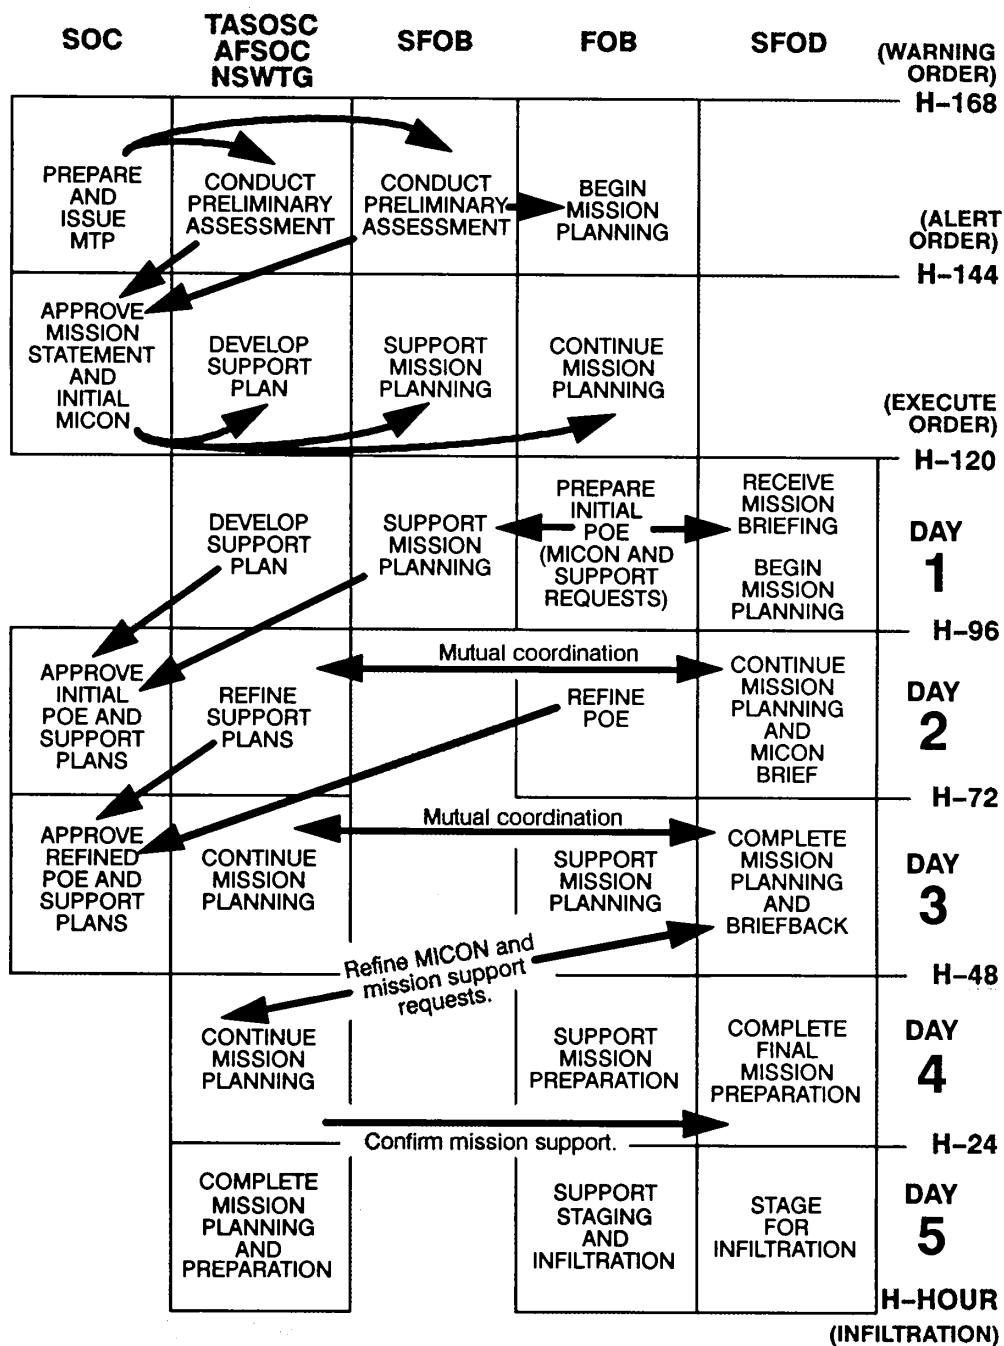 SOC
TASOSC
AFSOC
NSWTG
SFOB
FOB
SFOD
(WARNING
ORDER)
H-168
PREPARE
AND
ISSUE
MTP
CONDUCT
PRELIMINARY
ASSESSMENT
CONDUCT
PRELIMINARY
ASSESSMENT
BEGIN
MISSION
PLANNING
(ALERT
ORDER)
H-144
APPROVE
MISSION
STATEMENT
AND
INITIAL
MICON
DEVELOP
SUPPORT
PLAN
SUPPORT
MISSION
PLANNING
CONTINUE
MISSION
PLANNING
(EXECUTE
ORDER)
H-120
DEVELOP
SUPPORT
PLAN
SUPPORT
MISSION
PLANNING
PREPARE
INITIAL
POE
(MICON AND
SUPPORT
REQUESTS)
RECEIVE
MISSION
BRIEFING
BEGIN
MISSION
PLANNING
DAY
1
H-96
APPROVE
INITIAL
POE AND
SUPPORT
PLANS
REFINE
SUPPORT
PLANS
Mutual coordination
REFINE
POE
CONTINUE
MISSION
PLANNING
AND
MICON
BRIEF
DAY
2
H-72
APPROVE
REFINED
POE AND
SUPPORT
PLANS
CONTINUE
MISSION
PLANNING
Mutual coordination
SUPPORT
MISSION
PLANNING
COMPLETE
MISSION
PLANNING
AND
BRIEFBACK
DAY
3
Refine MICON and
mission support
requests.
H-48
CONTINUE
MISSION
PLANNING
SUPPORT
MISSION
PREPARATION
COMPLETE
FINAL
MISSION
PREPARATION
DAY
4
Confirm mission support.
H-24
COMPLETE
MISSION
PLANNING
AND
PREPARATION
SUPPORT
STAGING
AND
INFILTRATION
STAGE
FOR
INFILTRATION
DAY
5
H-HOUR
(INFILTRATION)